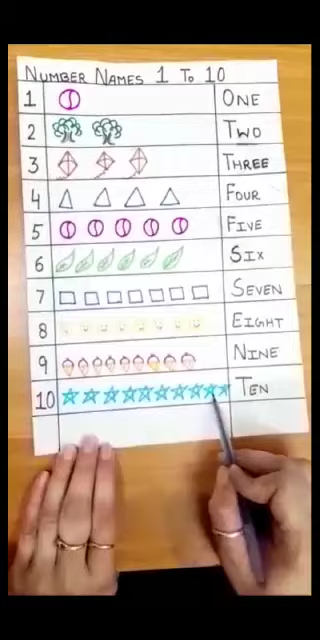 NUMBER NAMES 1 TO 10
1 ONE
2 TWO
3 THREE
4 FOUR
5 FIVE
6 SIX
7 SEVEN
8 EIGHT
9 NINE
10 TEN